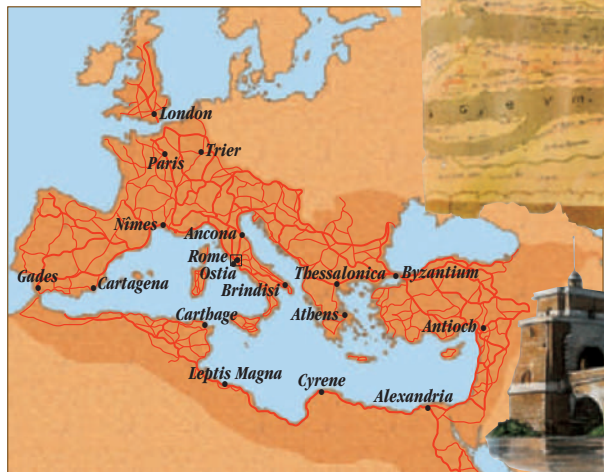 London
Paris
Trier
Nîmes
Ancona
Rome
Ostia
Gades
Cartagena
Brindisi
Thessalonica
Byzantium
Carthage
Athens
Antioch
Leptis Magna
Cyrene
Alexandria